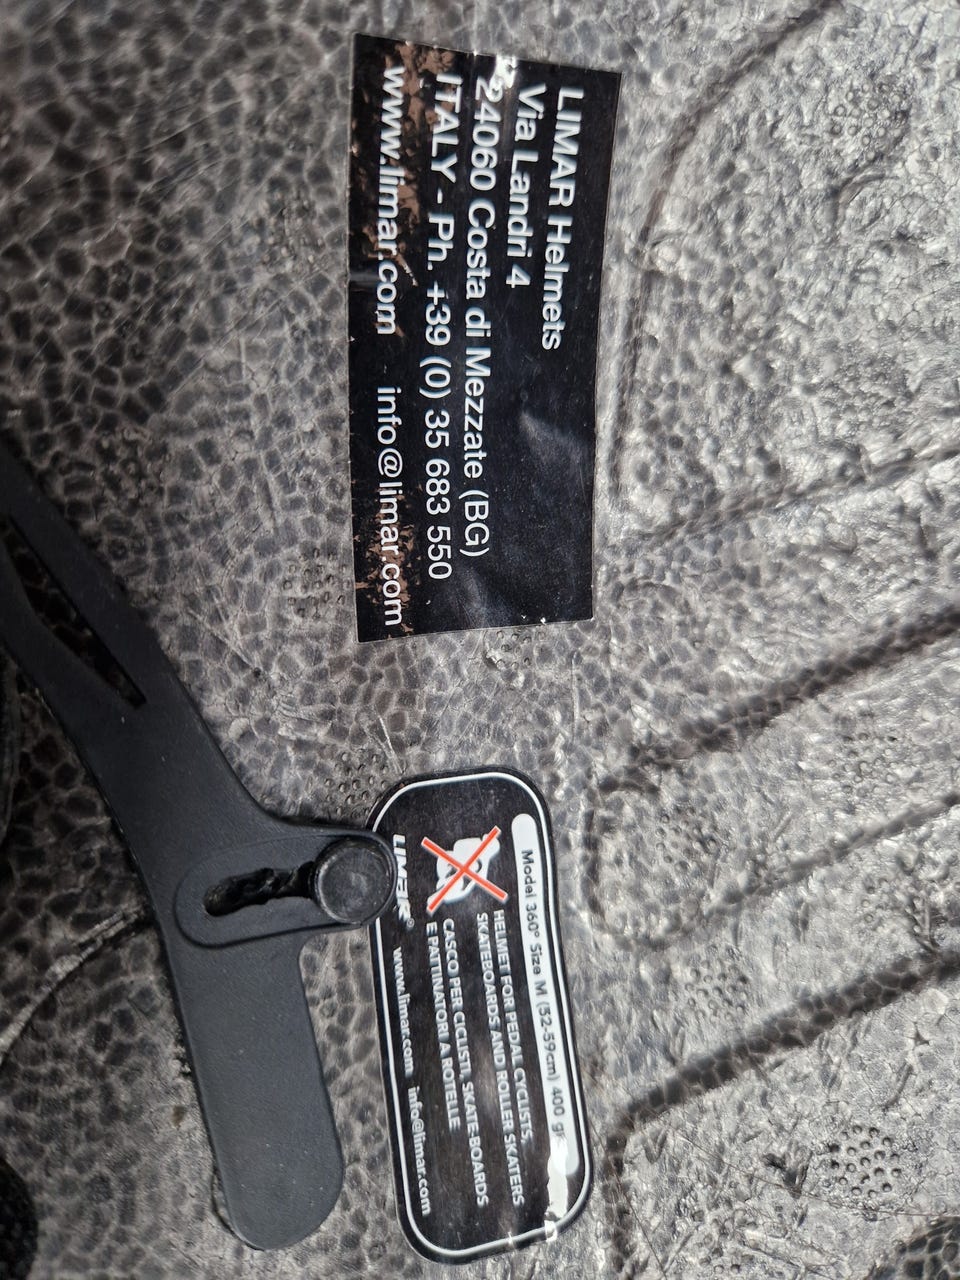 LIMAR Helmets
Via Landri 4
24060 Costa di Mezzate (BG)
ITALY - Ph. +39 (0) 35 683 550
www.limar.com info@limar.com
Model 360° Size M (52-59cm) 400 g
HELMET FOR PEDAL CYCLISTS,
SKATEBOARDS AND ROLLER SKATERS
CASCO PER CICLISTI, SKATE-BOARDS
E PATTINATORI A ROTELLE
LIMAR® www.limar.com info@limar.com